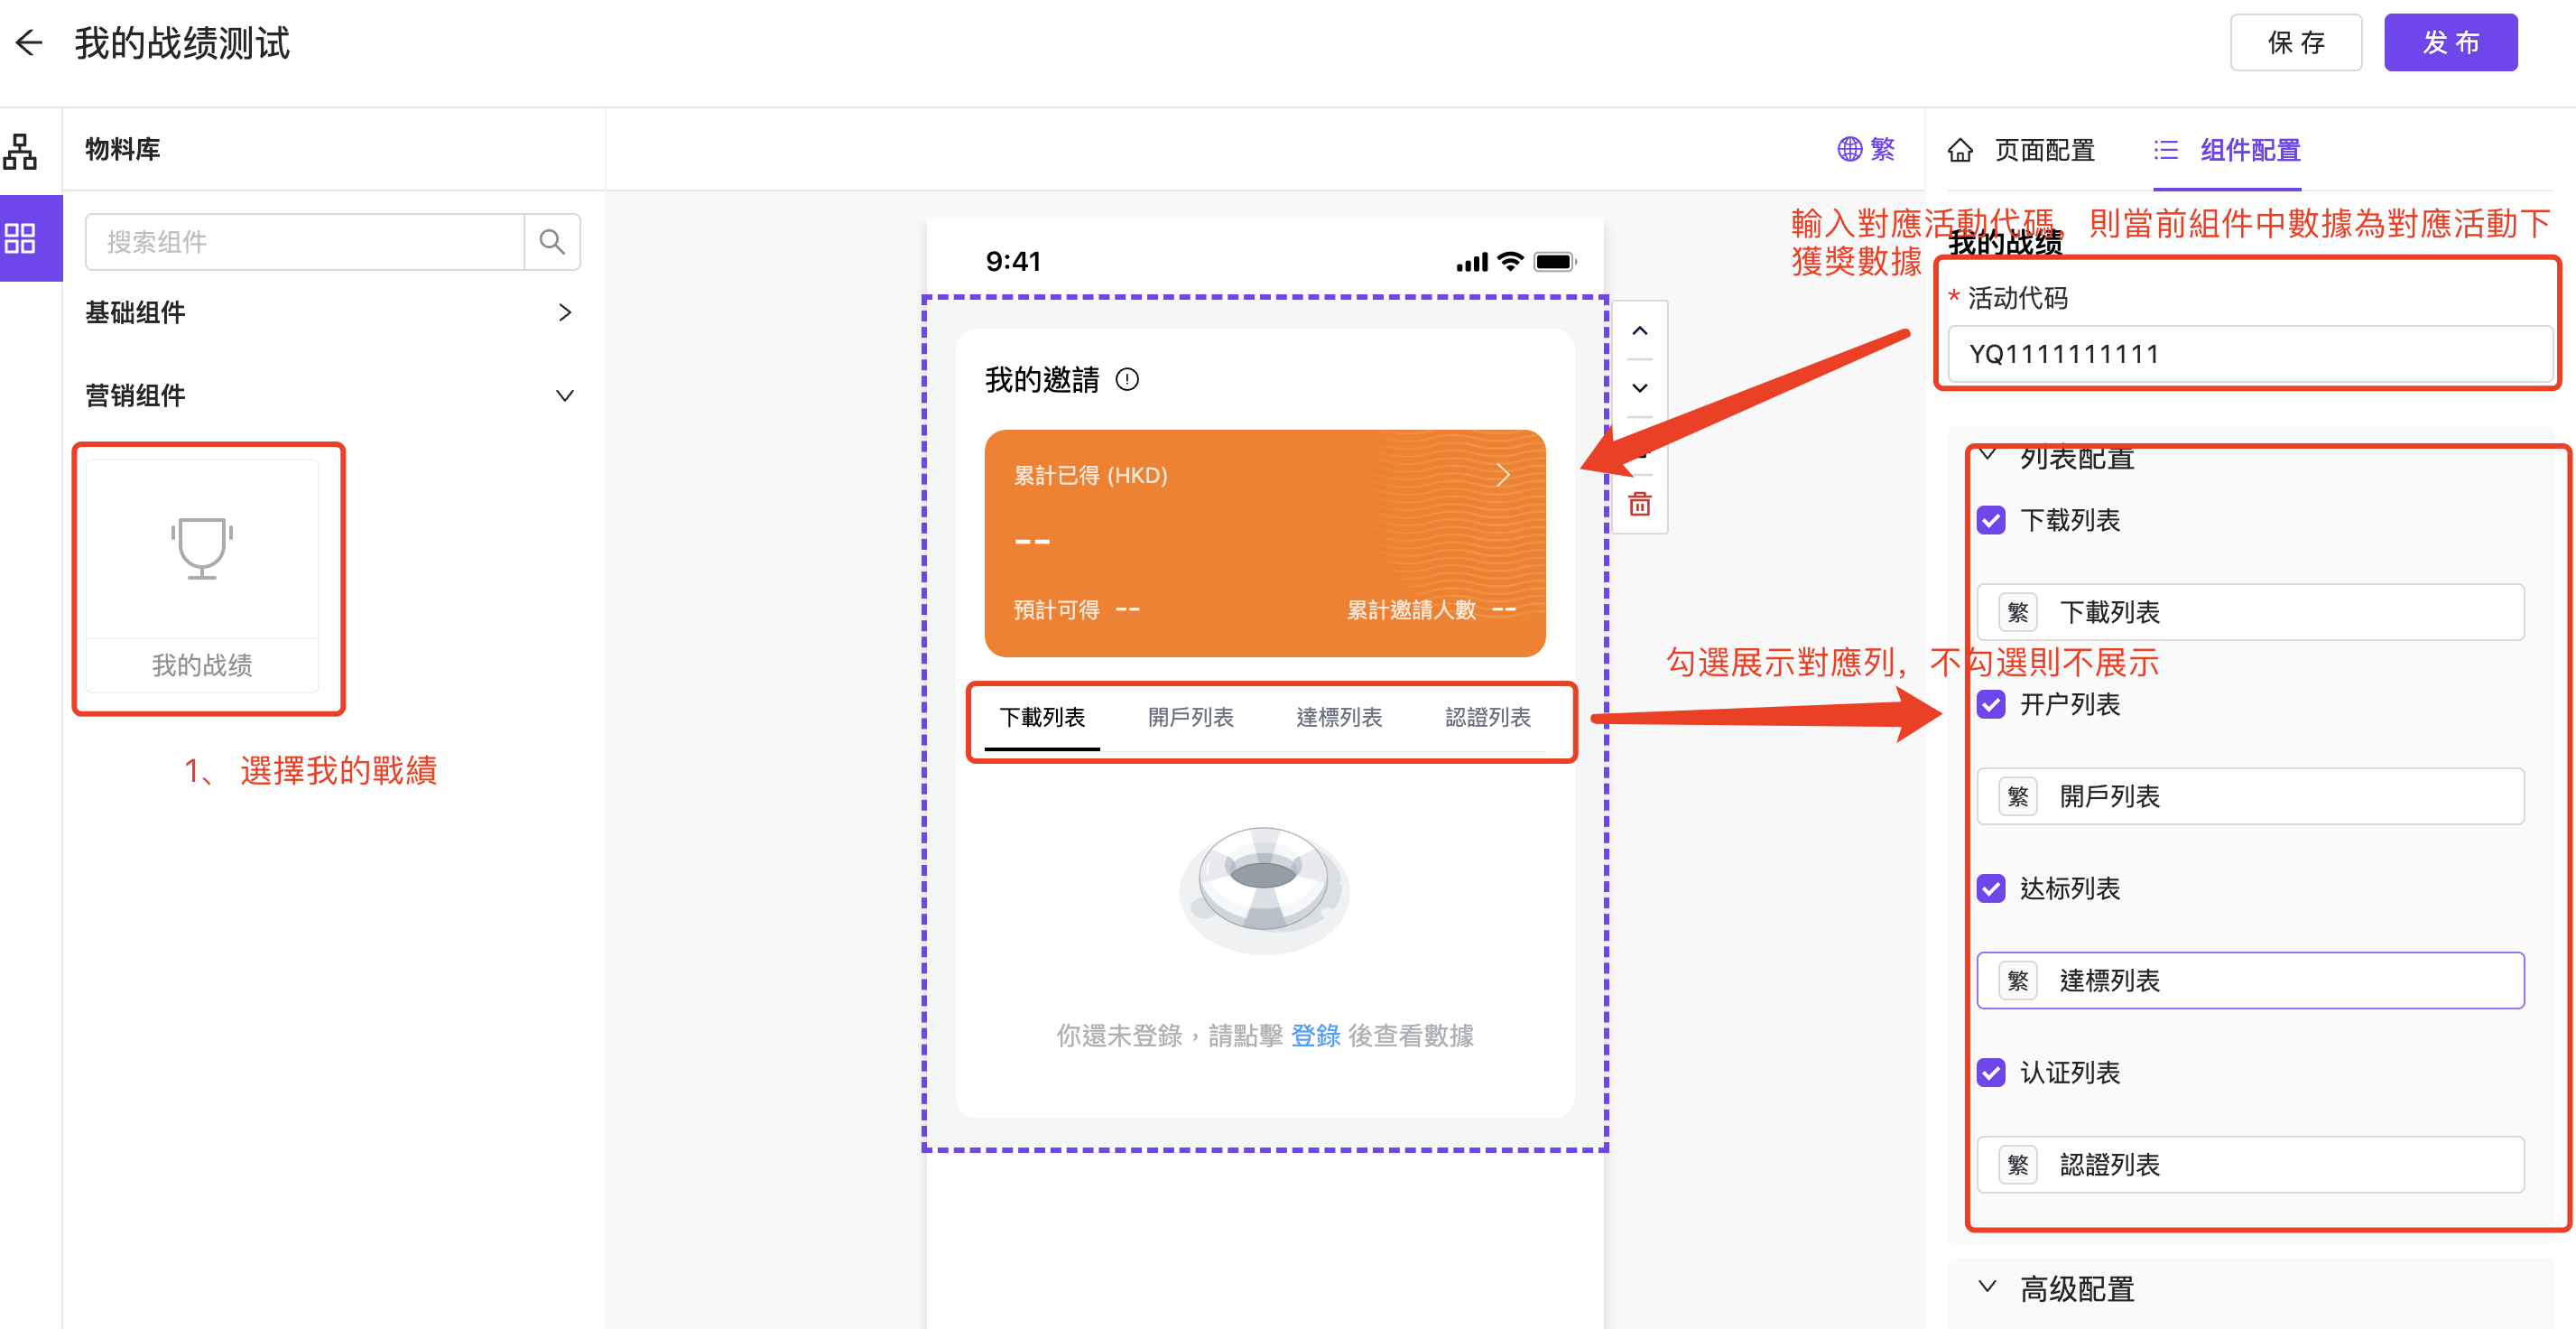 我的战绩测试
保 存
发 布
物料库
繁
页面配置
组件配置
搜索组件
輸入對應活動代碼，則當前組件中數據為對應活動下
獲獎數據
我的战绩
9:41
* 活动代码
YQ1111111111
基础组件
营销组件
我的战绩
1、 選擇我的戰績
我的邀請
累計已得 (HKD)
--
預計可得 --
累計邀請人數 --
下載列表
開戶列表
達標列表
認證列表
你還未登錄，請點擊 登錄 後查看數據
勾選展示對應列，不勾選則不展示
列表配置
下载列表
繁 下載列表
开户列表
繁 開戶列表
达标列表
繁 達標列表
认证列表
繁 認證列表
高级配置